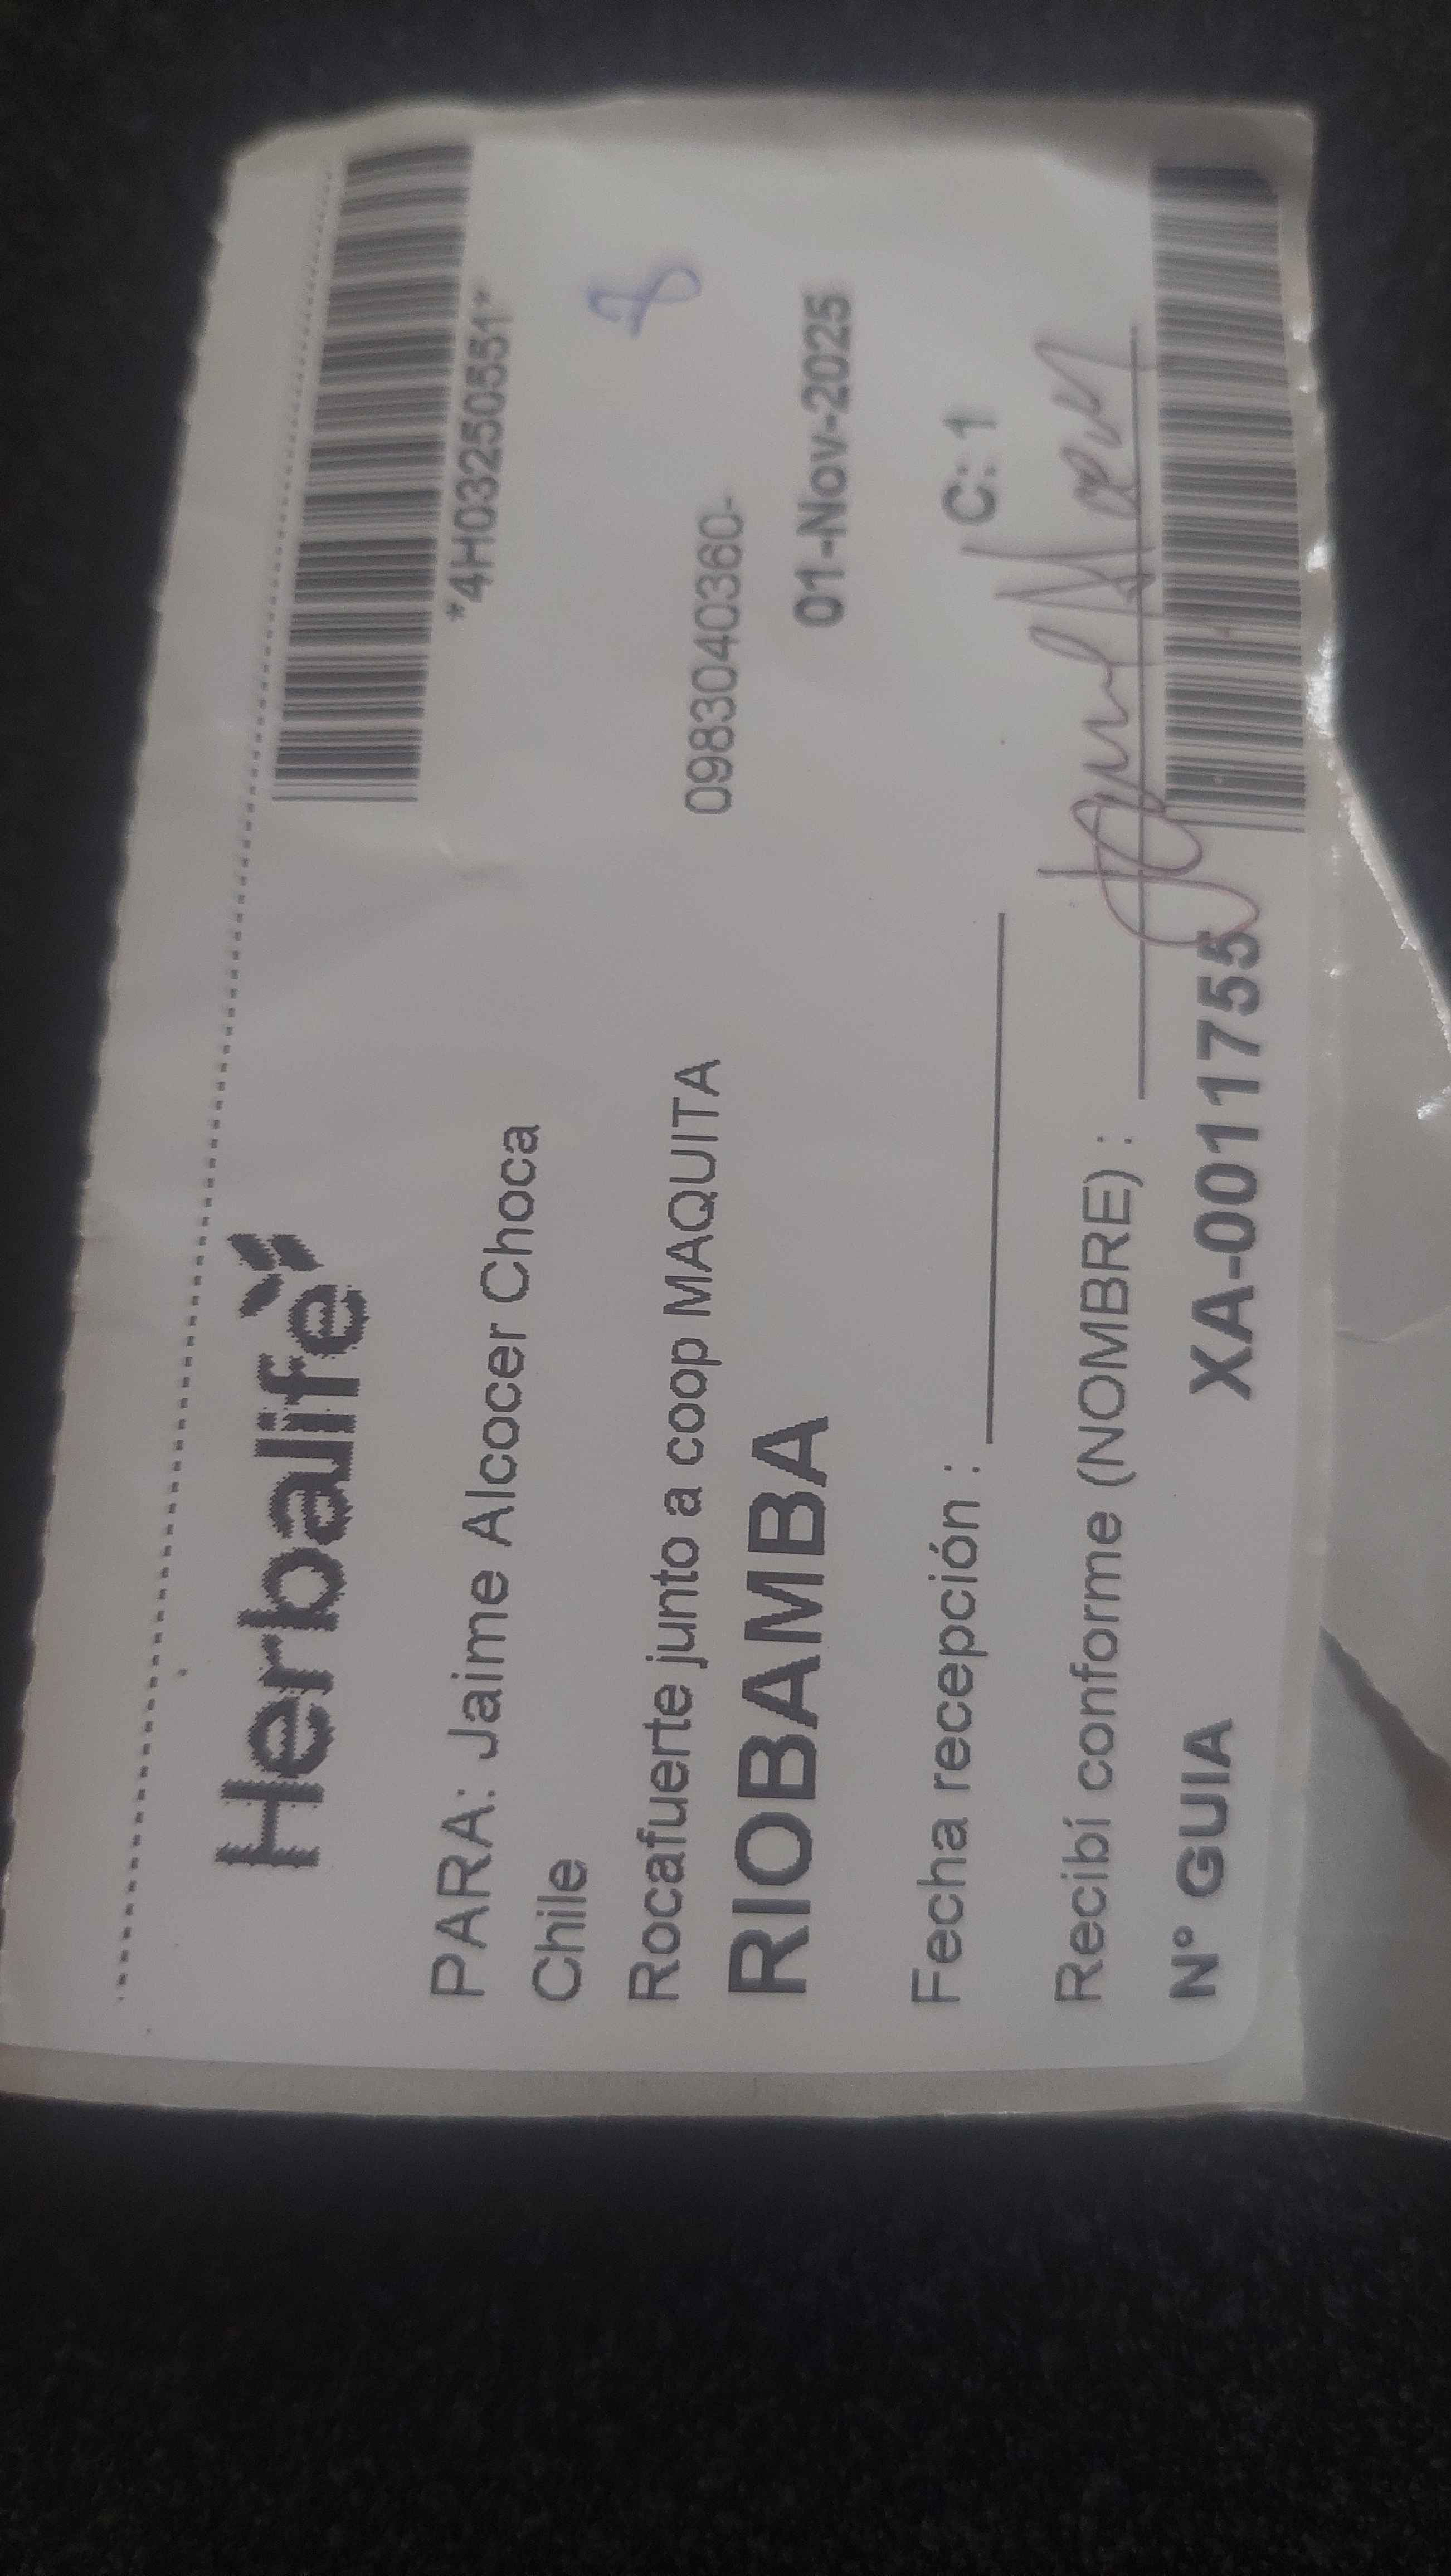 Herbalife
*4H03250551*
PARA: Jaime Alcocer Choca
Chile
Rocafuerte junto a coop MAQUITA 0983040360-
RIOBAMBA 01-Nov-2025
Fecha recepción : C: 1
Recibí conforme (NOMBRE) :
N° GUIA XA-0011755